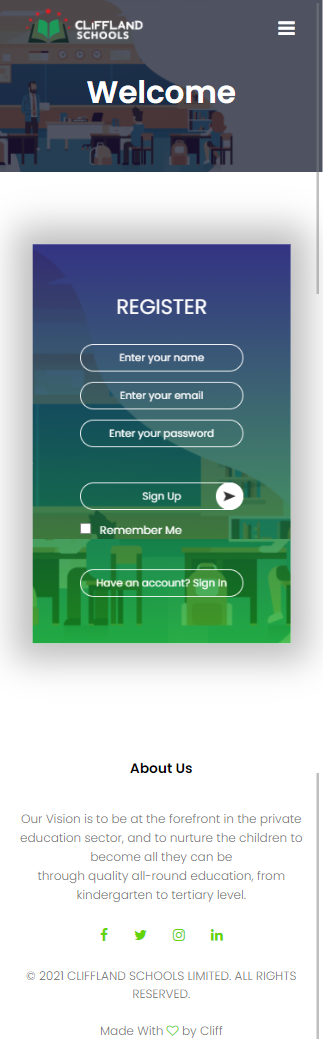 CLIFFLAND
SCHOOLS
Welcome
REGISTER
Enter your name
Enter your email
Enter your password
Sign Up
Remember Me
Have an account? Sign In
About Us
Our Vision is to be at the forefront in the private
education sector, and to nurture the children to
become all they can be
through quality all-round education, from
kindergarten to tertiary level.
© 2021 CLIFFLAND SCHOOLS LIMITED. ALL RIGHTS
RESERVED.
Made With ♡ by Cliff